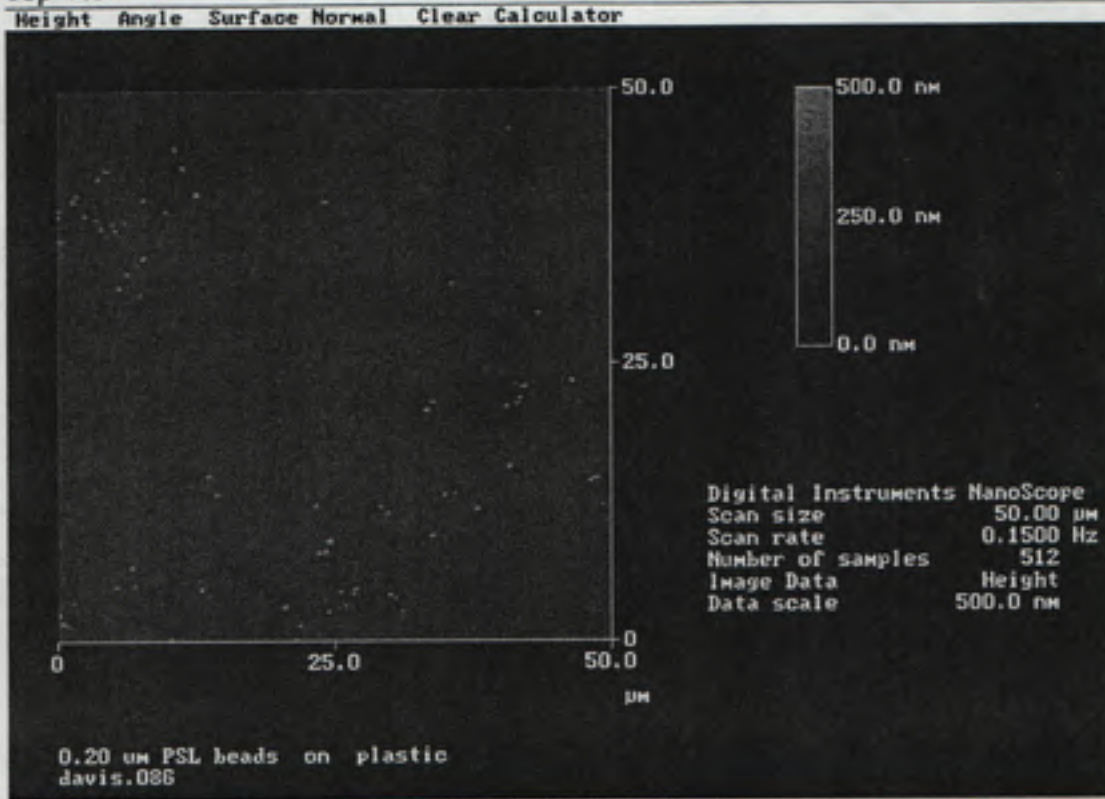 Height Angle Surface Normal Clear Calculator
50.0
25.0
0
0 25.0 50.0
µm
500.0 nm
250.0 nm
0.0 nm
Digital Instruments NanoScope
Scan size 50.00 µm
Scan rate 0.1500 Hz
Number of samples 512
Image Data Height
Data scale 500.0 nm
0.20 um PSL beads on plastic
davis.086